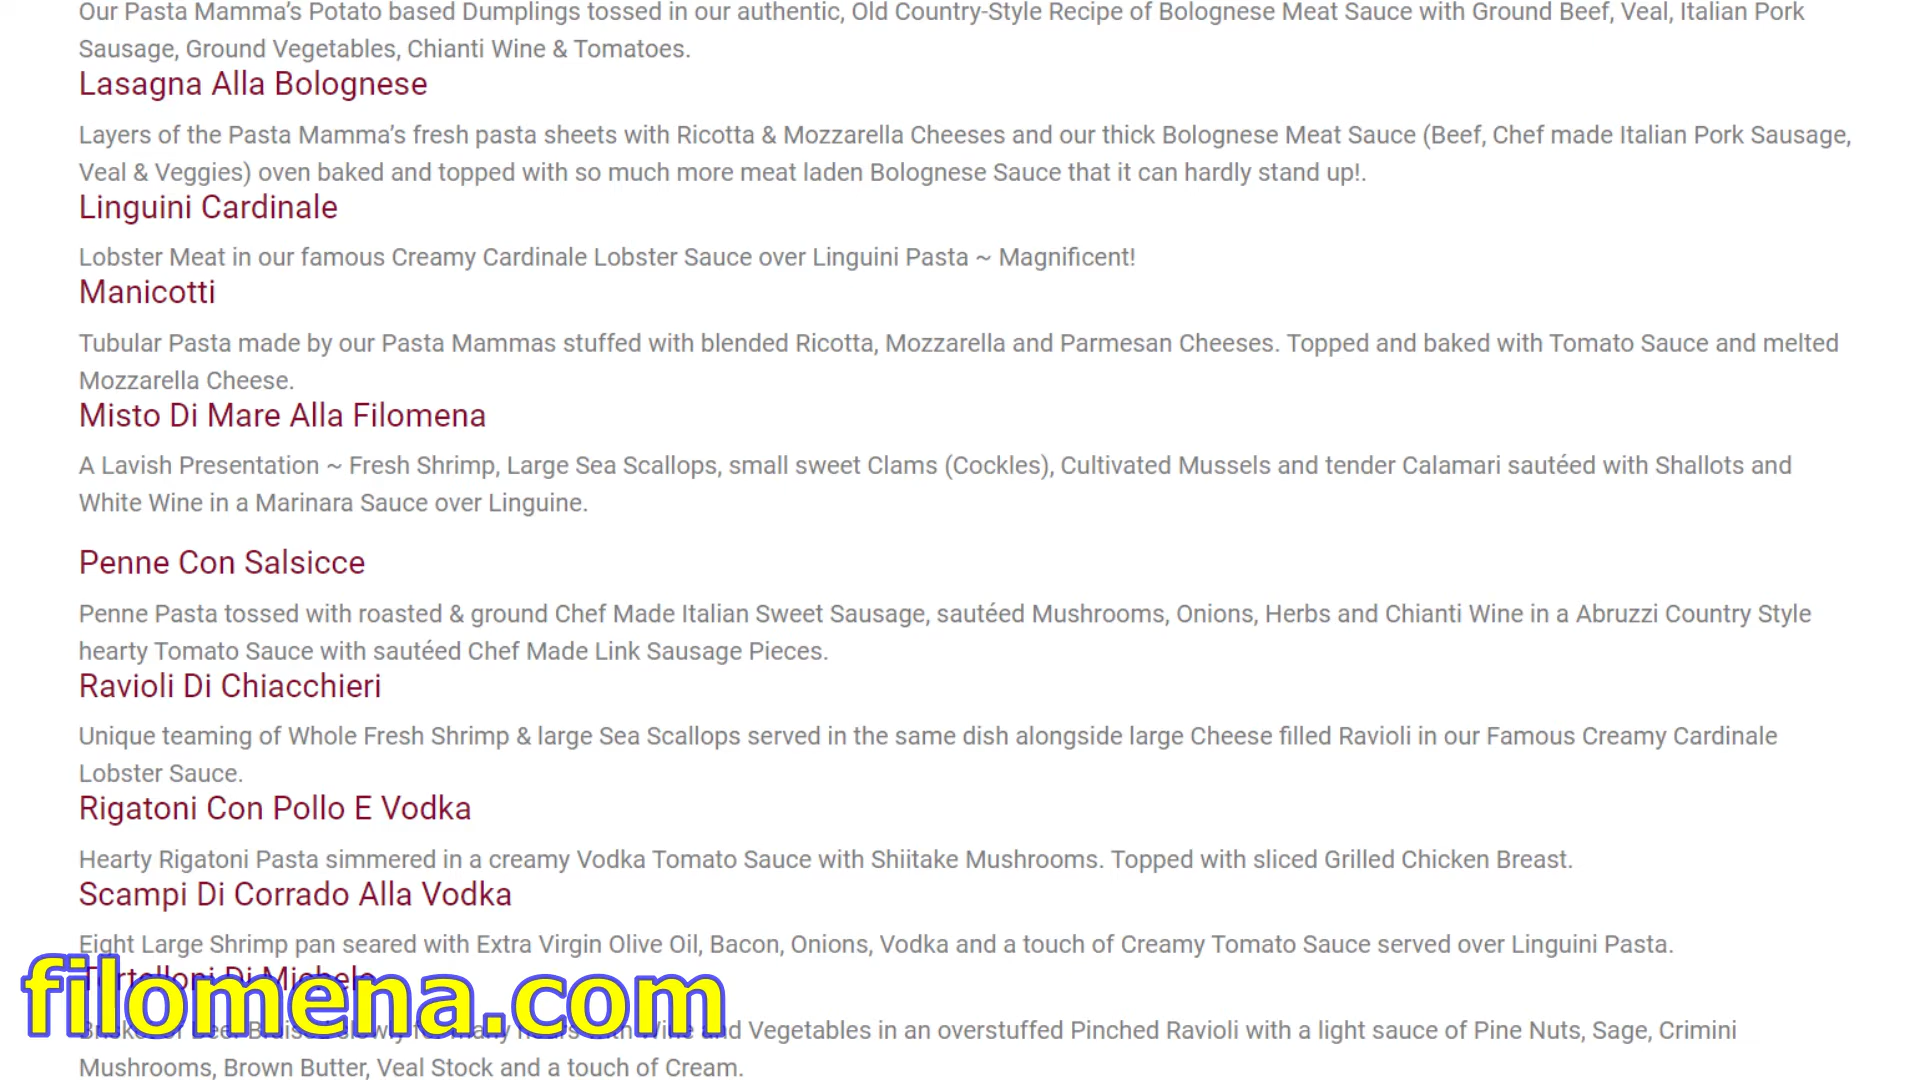 Our Pasta Mamma’s Potato based Dumplings tossed in our authentic, Old Country-Style Recipe of Bolognese Meat Sauce with Ground Beef, Veal, Italian Pork
Sausage, Ground Vegetables, Chianti Wine & Tomatoes.
Lasagna Alla Bolognese
Layers of the Pasta Mamma’s fresh pasta sheets with Ricotta & Mozzarella Cheeses and our thick Bolognese Meat Sauce (Beef, Chef made Italian Pork Sausage,
Veal & Veggies) oven baked and topped with so much more meat laden Bolognese Sauce that it can hardly stand up!.
Linguini Cardinale
Lobster Meat in our famous Creamy Cardinale Lobster Sauce over Linguini Pasta ~ Magnificent!
Manicotti
Tubular Pasta made by our Pasta Mammas stuffed with blended Ricotta, Mozzarella and Parmesan Cheeses. Topped and baked with Tomato Sauce and melted
Mozzarella Cheese.
Misto Di Mare Alla Filomena
A Lavish Presentation ~ Fresh Shrimp, Large Sea Scallops, small sweet Clams (Cockles), Cultivated Mussels and tender Calamari sautéed with Shallots and
White Wine in a Marinara Sauce over Linguine.
Penne Con Salsicce
Penne Pasta tossed with roasted & ground Chef Made Italian Sweet Sausage, sautéed Mushrooms, Onions, Herbs and Chianti Wine in a Abruzzi Country Style
hearty Tomato Sauce with sautéed Chef Made Link Sausage Pieces.
Ravioli Di Chiacchieri
Unique teaming of Whole Fresh Shrimp & large Sea Scallops served in the same dish alongside large Cheese filled Ravioli in our Famous Creamy Cardinale
Lobster Sauce.
Rigatoni Con Pollo E Vodka
Hearty Rigatoni Pasta simmered in a creamy Vodka Tomato Sauce with Shiitake Mushrooms. Topped with sliced Grilled Chicken Breast.
Scampi Di Corrado Alla Vodka
Eight Large Shrimp pan seared with Extra Virgin Olive Oil, Bacon, Onions, Vodka and a touch of Creamy Tomato Sauce served over Linguini Pasta.
Tortelloni Di Michele
filomena.com
Brisket of Beef Braised slowly for many hours with Wine and Vegetables in an overstuffed Pinched Ravioli with a light sauce of Pine Nuts, Sage, Crimini
Mushrooms, Brown Butter, Veal Stock and a touch of Cream.